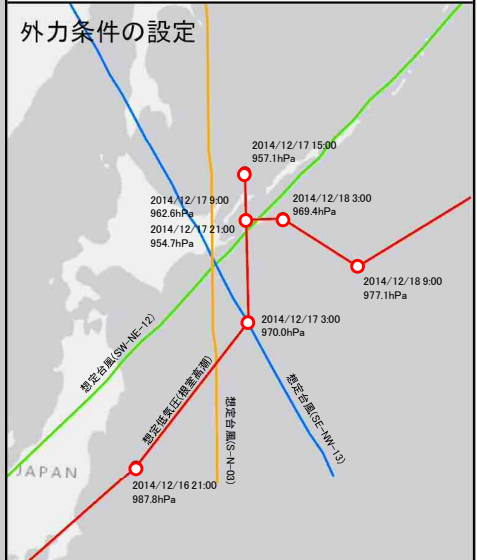 外力条件の設定
2014/12/17 15:00
957.1hPa
2014/12/17 9:00
962.6hPa
2014/12/17 21:00
954.7hPa
2014/12/18 3:00
969.4hPa
2014/12/18 9:00
977.1hPa
2014/12/17 3:00
970.0hPa
想定台風(SW-NE-12)
想定低気圧(根室高潮)
想定台風(S-N-03)
想定台風(SE-NW-13)
JAPAN
2014/12/16 21:00
987.8hPa